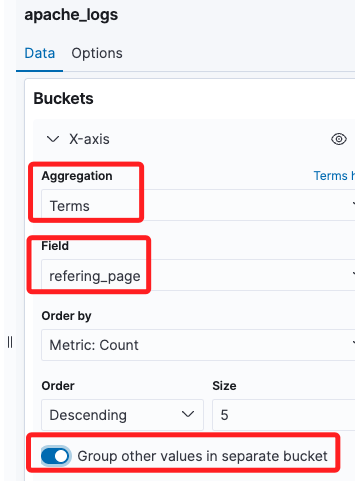 apache_logs
Data Options
Buckets
X-axis
Aggregation Terms h
Terms
Field
refering_page
Order by
Metric: Count
Order Size
Descending 5
Group other values in separate bucket